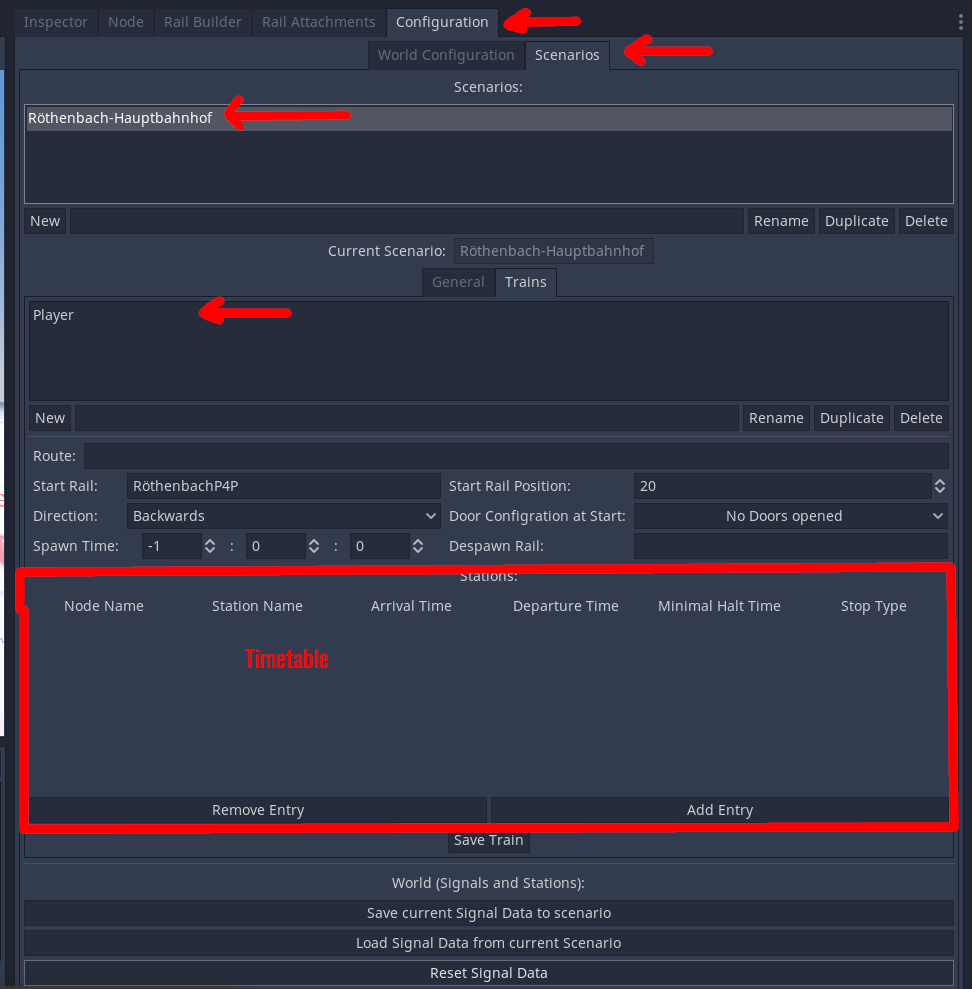 Inspector Node Rail Builder Rail Attachments Configuration
World Configuration Scenarios
Scenarios:
Röthenbach-Hauptbahnhof
New Rename Duplicate Delete
Current Scenario: Röthenbach-Hauptbahnhof
General Trains
Player
New Rename Duplicate Delete
Route:
Start Rail: RöthenbachP4P Start Rail Position: 20
Direction: Backwards Door Configration at Start: No Doors opened
Spawn Time: -1 : 0 : 0 Despawn Rail:
Stations:
Node Name Station Name Arrival Time Departure Time Minimal Halt Time Stop Type
Timetable
Remove Entry Add Entry
Save Train
World (Signals and Stations):
Save current Signal Data to scenario
Load Signal Data from current Scenario
Reset Signal Data